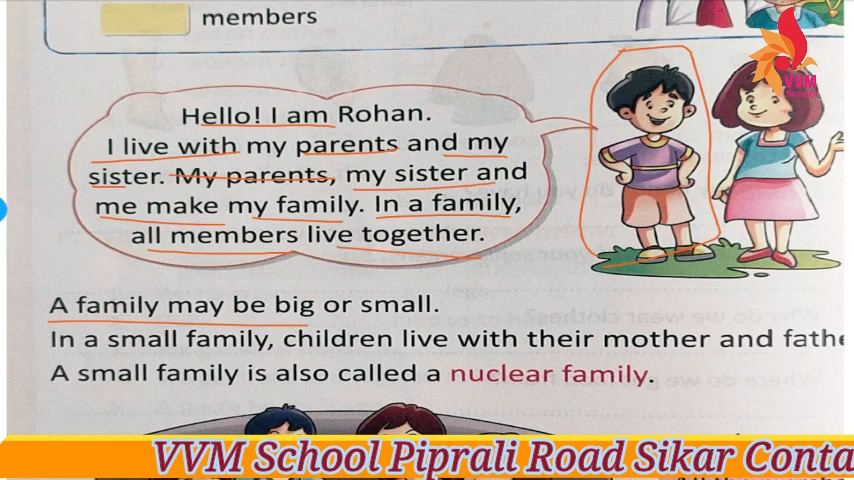 members
VVM
Hello! I am Rohan.
I live with my parents and my
sister. My parents, my sister and
me make my family. In a family,
all members live together.
A family may be big or small.
In a small family, children live with their mother and fathe
A small family is also called a nuclear family.
VVM School Piprali Road Sikar Conta